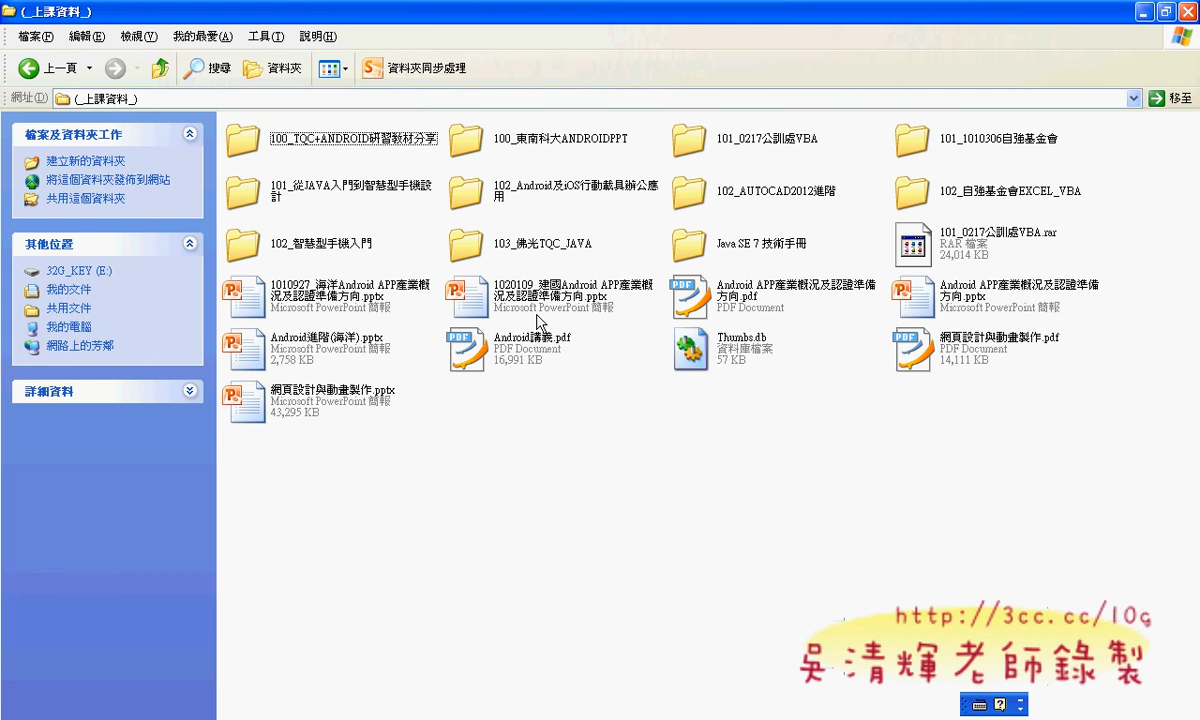 (_上課資料_)
檔案(F) 編輯(E) 檢視(V) 我的最愛(A) 工具(T) 說明(H)
上一頁 搜尋 資料夾 資料夾同步處理
網址(D) (_上課資料_) 移至
檔案及資料夾工作
建立新的資料夾
將這個資料夾發佈到網站
共用這個資料夾
其他位置
32G_KEY (E:)
我的文件
共用文件
我的電腦
網路上的芳鄰
詳細資料
100_TQC+ANDROID研習教材分享
100_東南科大ANDROIDPPT
101_0217公訓處VBA
101_1010306自強基金會
101_從JAVA入門到智慧型手機設
計
102_Android及iOS行動載具辦公應
用
102_AUTOCAD2012進階
102_自強基金會EXCEL_VBA
102_智慧型手機入門
103_佛光TQC_JAVA
Java SE 7 技術手冊
101_0217公訓處VBA.rar
RAR 檔案
24,014 KB
1010927_海洋Android APP產業概
況及認證準備方向.pptx
Microsoft PowerPoint 簡報
1020109_建國Android APP產業概
況及認證準備方向.pptx
Microsoft PowerPoint 簡報
Android APP產業概況及認證準備
方向.pdf
PDF Document
Android APP產業概況及認證準備
方向.pptx
Microsoft PowerPoint 簡報
Android進階(海洋).pptx
Microsoft PowerPoint 簡報
2,758 KB
Android講義.pdf
PDF Document
16,991 KB
Thumbs.db
資料庫檔案
57 KB
網頁設計與動畫製作.pdf
PDF Document
14,111 KB
網頁設計與動畫製作.pptx
Microsoft PowerPoint 簡報
43,295 KB
http://3cc.cc/10g
吳清輝老師錄製